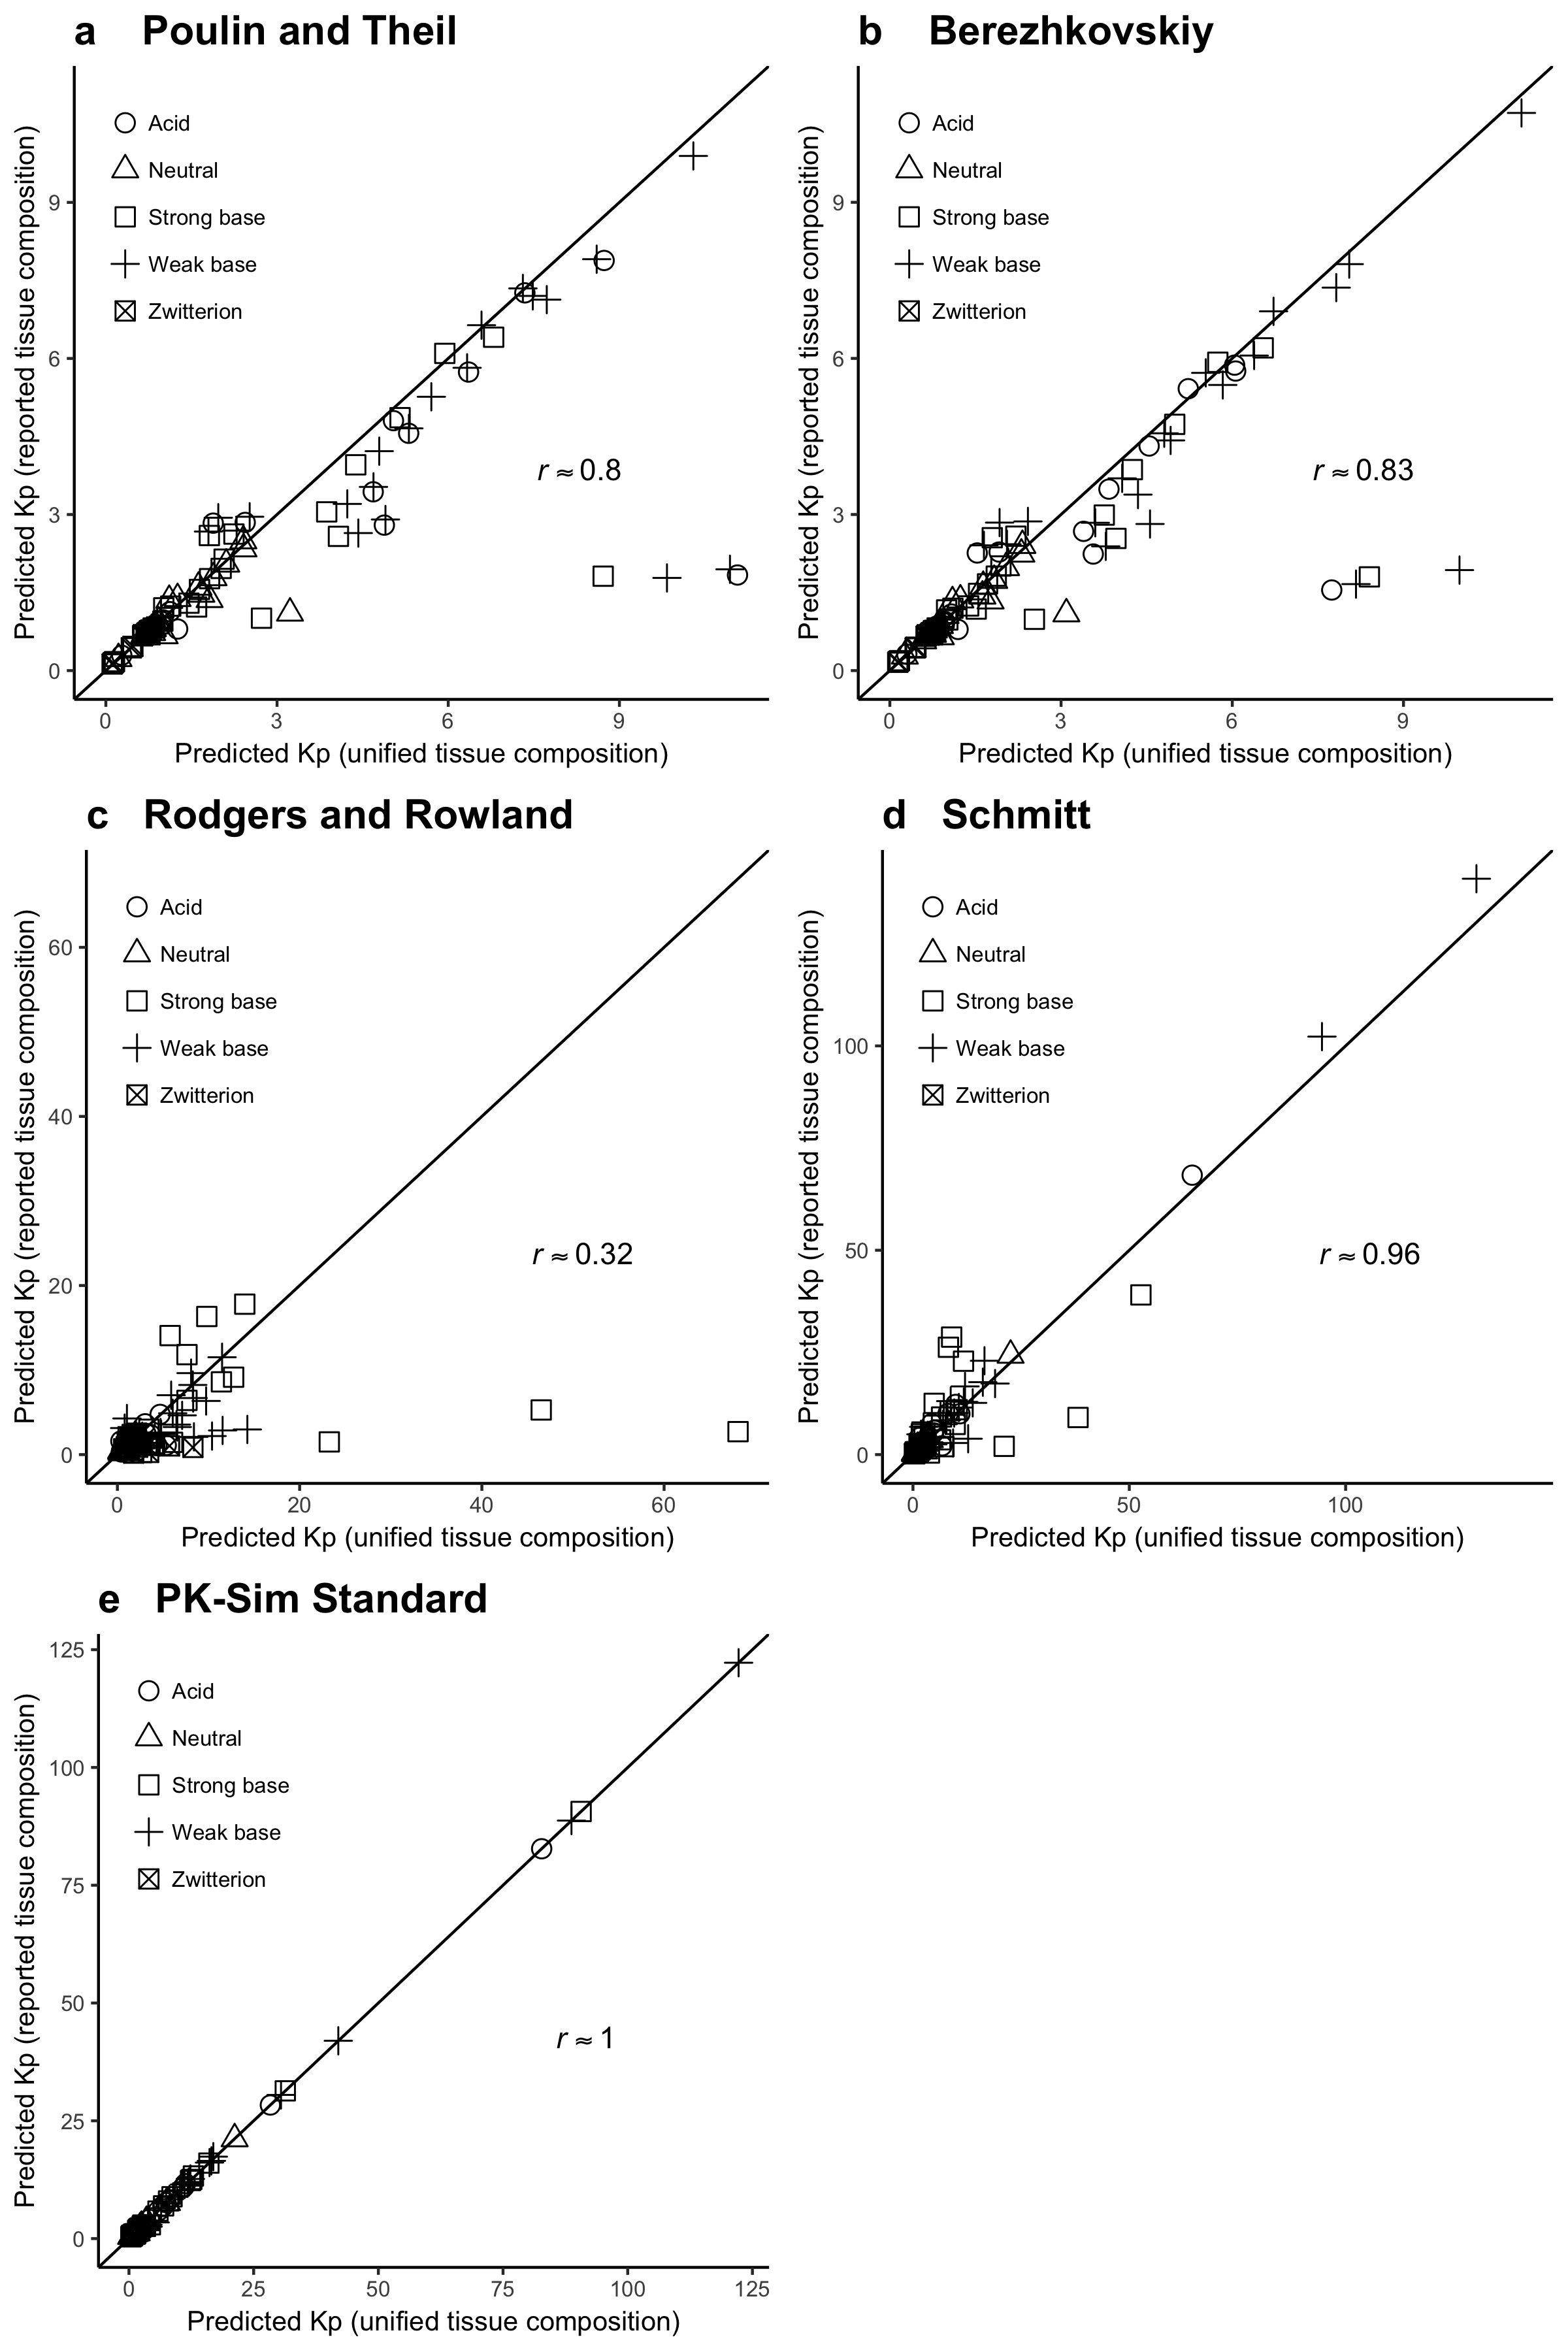 a Poulin and Theil
Predicted Kp (reported tissue composition)
Acid
Neutral
Strong base
Weak base
Zwitterion
9
6
3
0
r ≈ 0.8
0 3 6 9
Predicted Kp (unified tissue composition)
b Berezhkovskiy
Predicted Kp (reported tissue composition)
Acid
Neutral
Strong base
Weak base
Zwitterion
9
6
3
0
r ≈ 0.83
0 3 6 9
Predicted Kp (unified tissue composition)
c Rodgers and Rowland
Predicted Kp (reported tissue composition)
Acid
Neutral
Strong base
Weak base
Zwitterion
60
40
20
0
r ≈ 0.32
0 20 40 60
Predicted Kp (unified tissue composition)
d Schmitt
Predicted Kp (reported tissue composition)
Acid
Neutral
Strong base
Weak base
Zwitterion
100
50
0
r ≈ 0.96
0 50 100
Predicted Kp (unified tissue composition)
e PK-Sim Standard
Predicted Kp (reported tissue composition)
Acid
Neutral
Strong base
Weak base
Zwitterion
125
100
75
50
25
0
r ≈ 1
0 25 50 75 100 125
Predicted Kp (unified tissue composition)